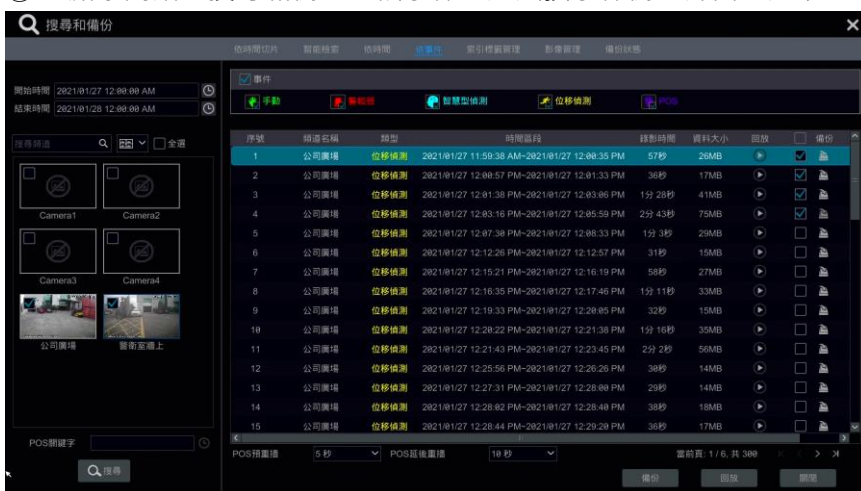 搜尋和備份
依時間切片 智能檢索 依時間 依事件 索引標籤管理 影像管理 備份狀態
開始時間 2021/01/27 12:00:00 AM
結束時間 2021/01/28 12:00:00 AM
搜尋頻道 全選
Camera1 Camera2
Camera3 Camera4
公司廣場 警衛室牆上
POS關鍵字
搜尋
事件
手動 警報器 智慧型偵測 位移偵測 POS
序號 頻道名稱 類型 時間區段 錄影時間 資料大小 回放 備份
1 公司廣場 位移偵測 2021/01/27 11:59:38 AM~2021/01/27 12:00:35 PM 57秒 26MB
2 公司廣場 位移偵測 2021/01/27 12:00:57 PM~2021/01/27 12:01:33 PM 36秒 17MB
3 公司廣場 位移偵測 2021/01/27 12:01:38 PM~2021/01/27 12:03:06 PM 1分 28秒 41MB
4 公司廣場 位移偵測 2021/01/27 12:03:16 PM~2021/01/27 12:05:59 PM 2分 43秒 75MB
5 公司廣場 位移偵測 2021/01/27 12:07:30 PM~2021/01/27 12:08:33 PM 1分 3秒 29MB
6 公司廣場 位移偵測 2021/01/27 12:12:26 PM~2021/01/27 12:12:57 PM 31秒 15MB
7 公司廣場 位移偵測 2021/01/27 12:15:21 PM~2021/01/27 12:16:19 PM 58秒 27MB
8 公司廣場 位移偵測 2021/01/27 12:16:35 PM~2021/01/27 12:17:46 PM 1分 11秒 33MB
9 公司廣場 位移偵測 2021/01/27 12:19:33 PM~2021/01/27 12:20:05 PM 32秒 15MB
10 公司廣場 位移偵測 2021/01/27 12:20:22 PM~2021/01/27 12:21:38 PM 1分 16秒 35MB
11 公司廣場 位移偵測 2021/01/27 12:21:43 PM~2021/01/27 12:23:45 PM 2分 2秒 56MB
12 公司廣場 位移偵測 2021/01/27 12:25:56 PM~2021/01/27 12:26:26 PM 30秒 14MB
13 公司廣場 位移偵測 2021/01/27 12:27:31 PM~2021/01/27 12:28:00 PM 29秒 14MB
14 公司廣場 位移偵測 2021/01/27 12:28:02 PM~2021/01/27 12:28:40 PM 38秒 18MB
15 公司廣場 位移偵測 2021/01/27 12:28:44 PM~2021/01/27 12:29:20 PM 36秒 17MB
POS預重播 5 秒 POS延後重播 10 秒 當前頁: 1 / 6, 共 300
備份 回放 關閉